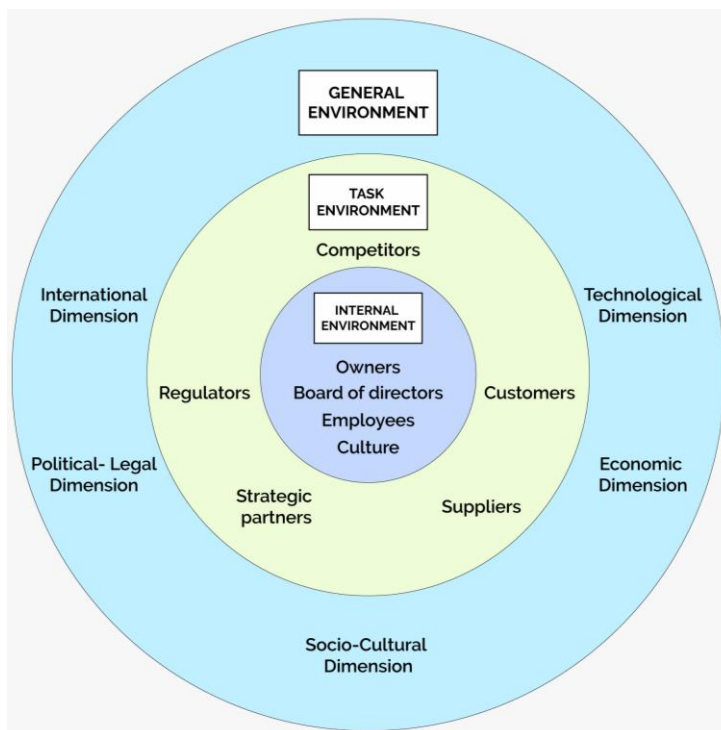 GENERAL
ENVIRONMENT
TASK
ENVIRONMENT
Competitors
INTERNAL
ENVIRONMENT
Owners
Board of directors
Employees
Culture
International
Dimension
Technological
Dimension
Regulators
Customers
Political- Legal
Dimension
Economic
Dimension
Strategic
partners
Suppliers
Socio-Cultural
Dimension